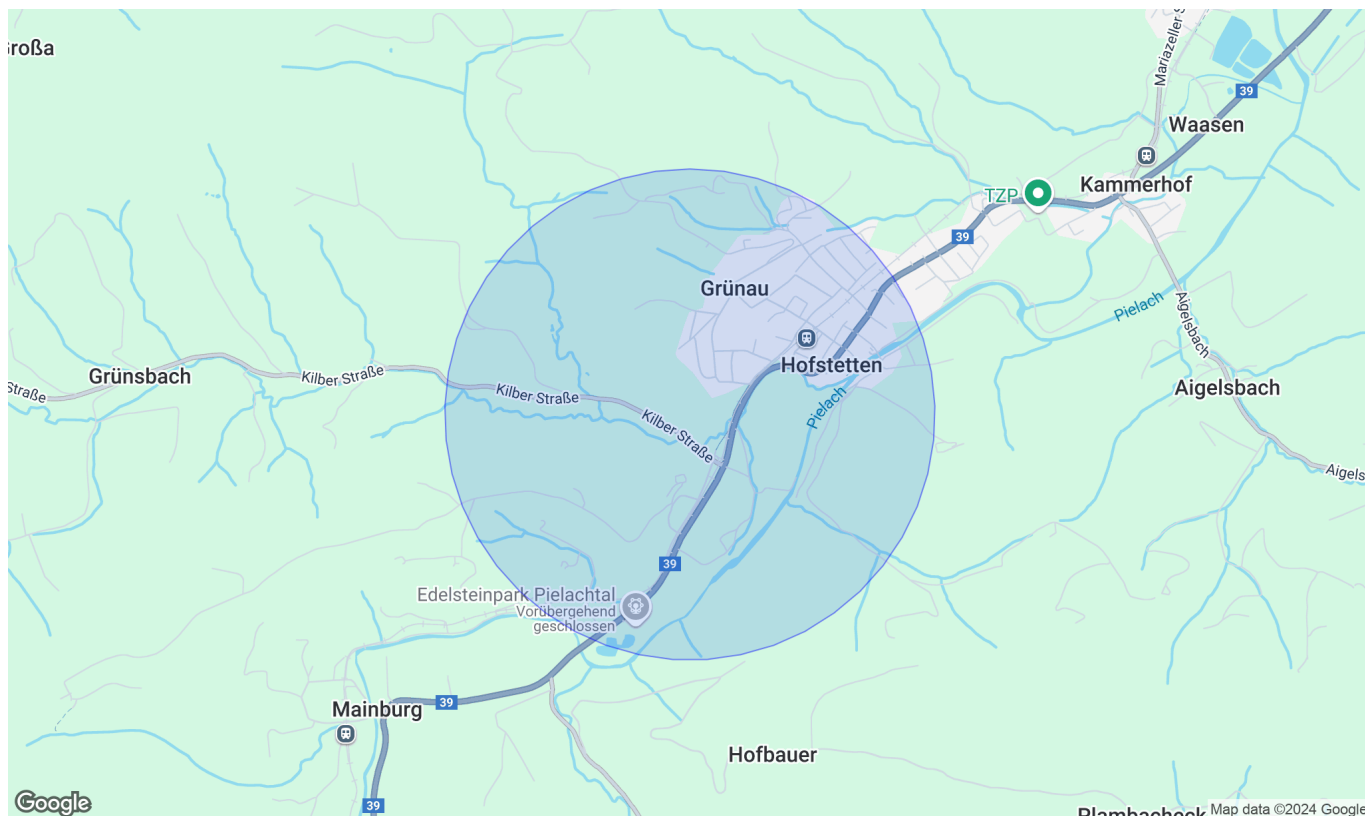 Großa
Mariazeller S
39
Waasen
Kammerhof
TZP
39
Grünau
Pielach
Aigelsbach
Hofstetten
Grünsbach
Kilber Straße
Straße
Kilber Straße
Aigelsbach
Pielach
Kilber Straße
Aigels
39
Edelsteinpark Pielachtal
Vorübergehend
geschlossen
39
Mainburg
Hofbauer
39
Google
Plambacheck
Map data ©2024 Google